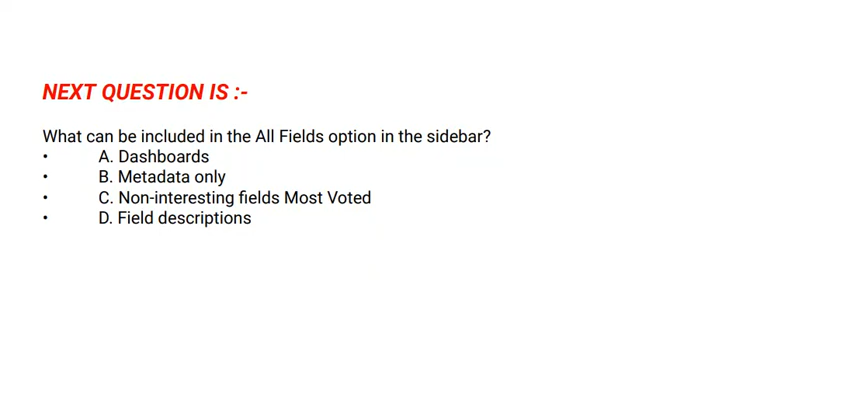 NEXT QUESTION IS :-
What can be included in the All Fields option in the sidebar?
• A. Dashboards
• B. Metadata only
• C. Non-interesting fields Most Voted
• D. Field descriptions